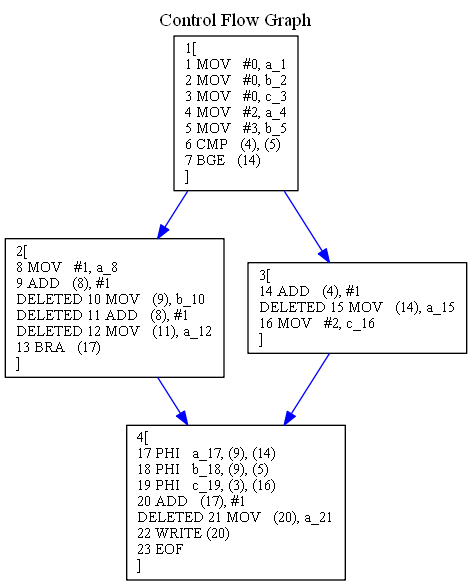 Control Flow Graph
1[
1 MOV #0, a_1
2 MOV #0, b_2
3 MOV #0, c_3
4 MOV #2, a_4
5 MOV #3, b_5
6 CMP (4), (5)
7 BGE (14)
]
2[
8 MOV #1, a_8
9 ADD (8), #1
DELETED 10 MOV (9), b_10
DELETED 11 ADD (8), #1
DELETED 12 MOV (11), a_12
13 BRA (17)
]
3[
14 ADD (4), #1
DELETED 15 MOV (14), a_15
16 MOV #2, c_16
]
4[
17 PHI a_17, (9), (14)
18 PHI b_18, (9), (5)
19 PHI c_19, (3), (16)
20 ADD (17), #1
DELETED 21 MOV (20), a_21
22 WRITE (20)
23 EOF
]